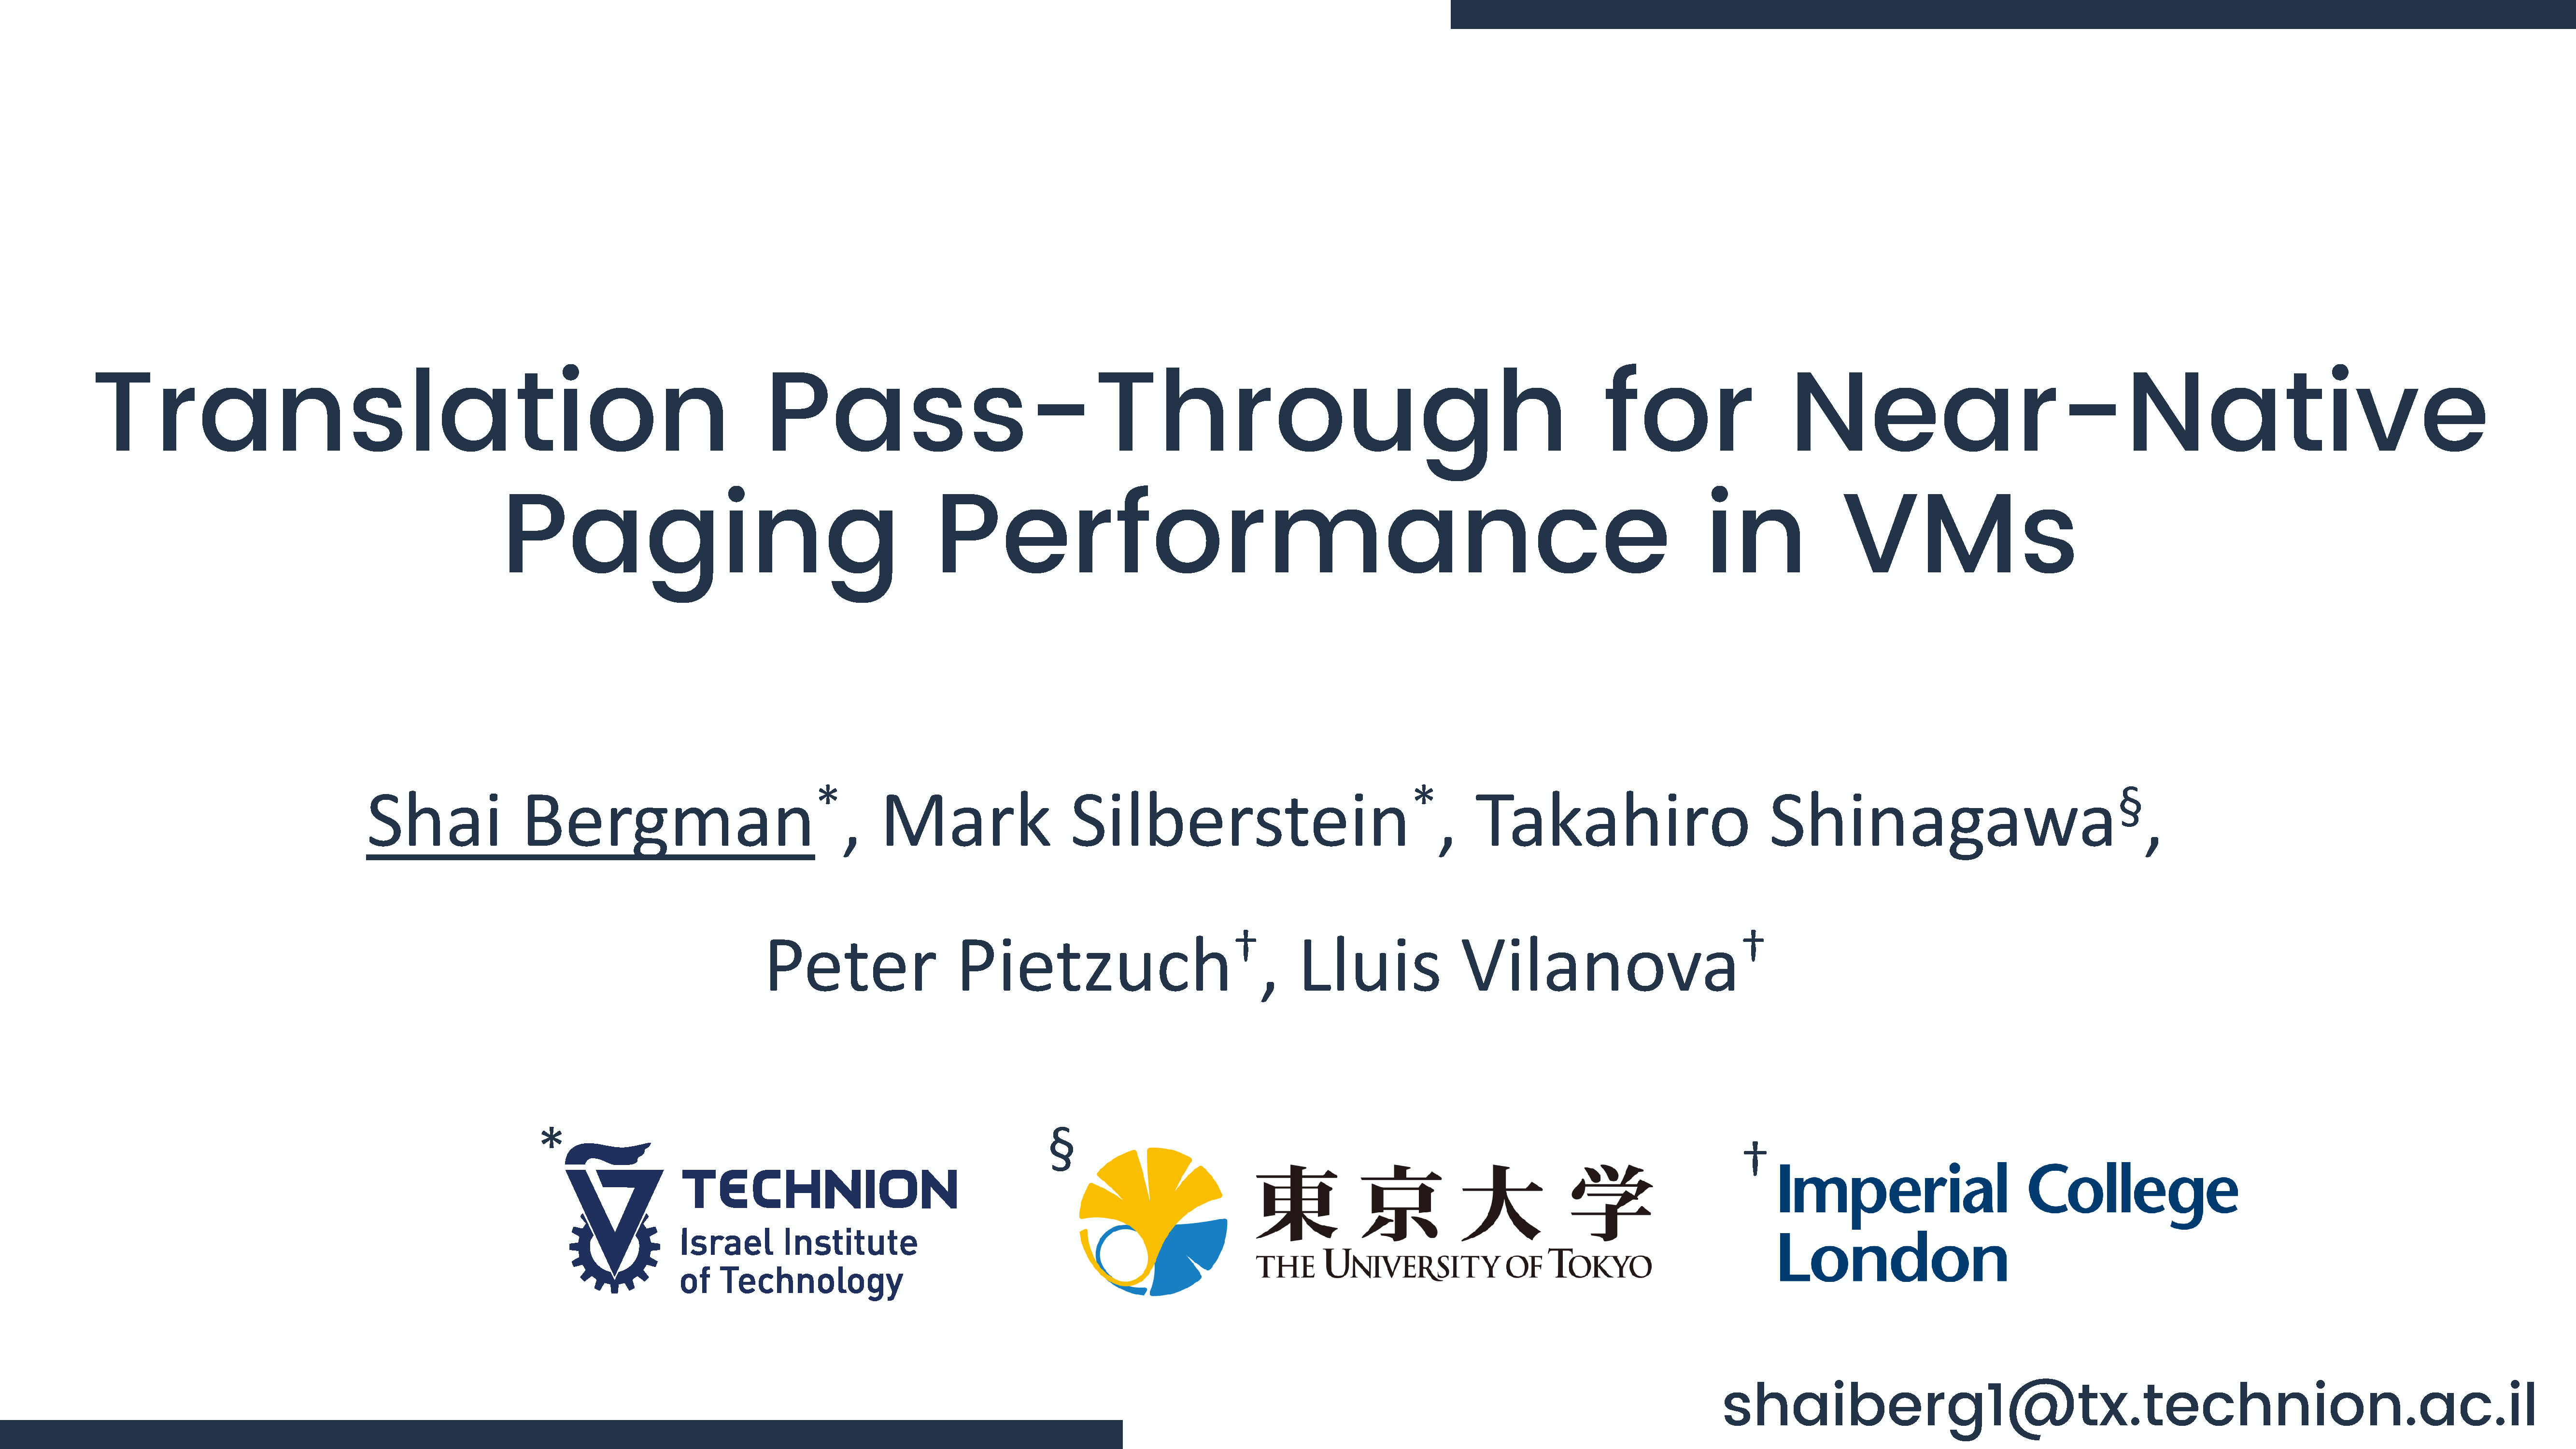 Translation Pass-Through for Near-Native
Paging Performance in VMs
Shai Bergman*, Mark Silberstein*, Takahiro Shinagawa§,
Peter Pietzuch†, Lluis Vilanova†
*
TECHNION
Israel Institute
of Technology
§
東京大学
THE UNIVERSITY OF TOKYO
†
Imperial College
London
shaiberg1@tx.technion.ac.il